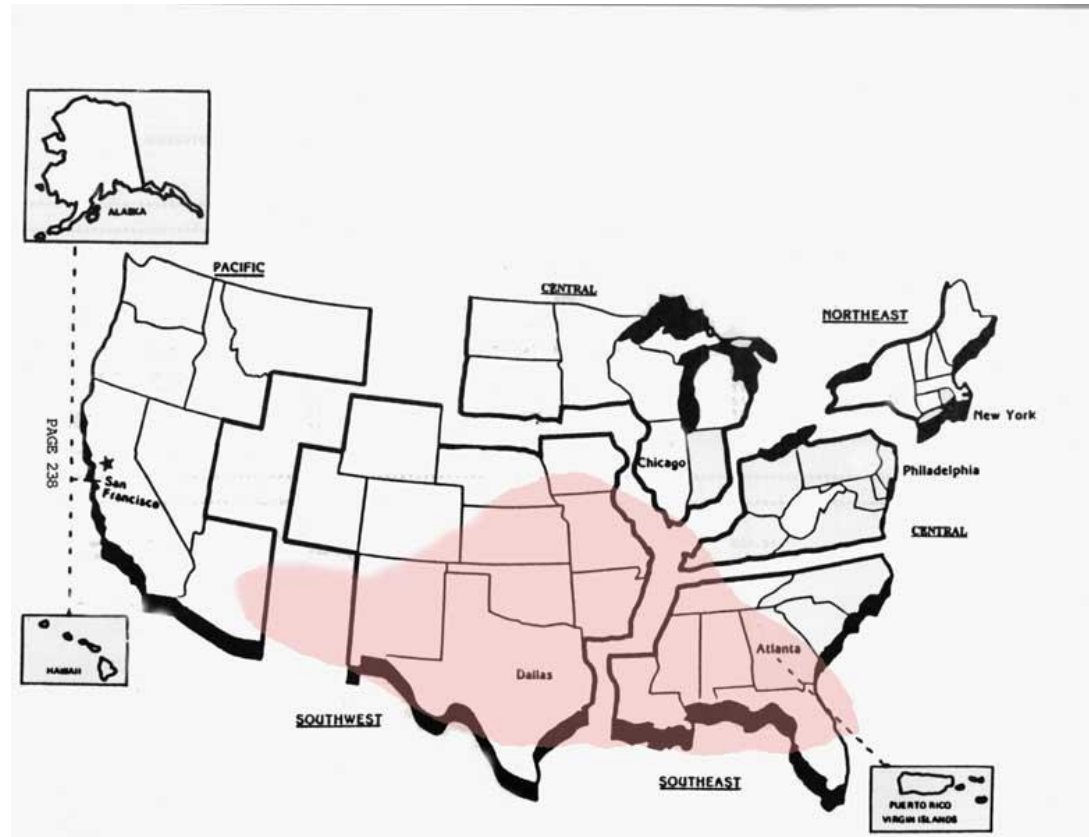 ALASKA
PACIFIC
CENTRAL
NORTHEAST
New York
PAGE 238
San
Francisco
Chicago
Philadelphia
CENTRAL
Atlanta
HAWAII
Dallas
SOUTHWEST
SOUTHEAST
PUERTO RICO
VIRGIN ISLANDS